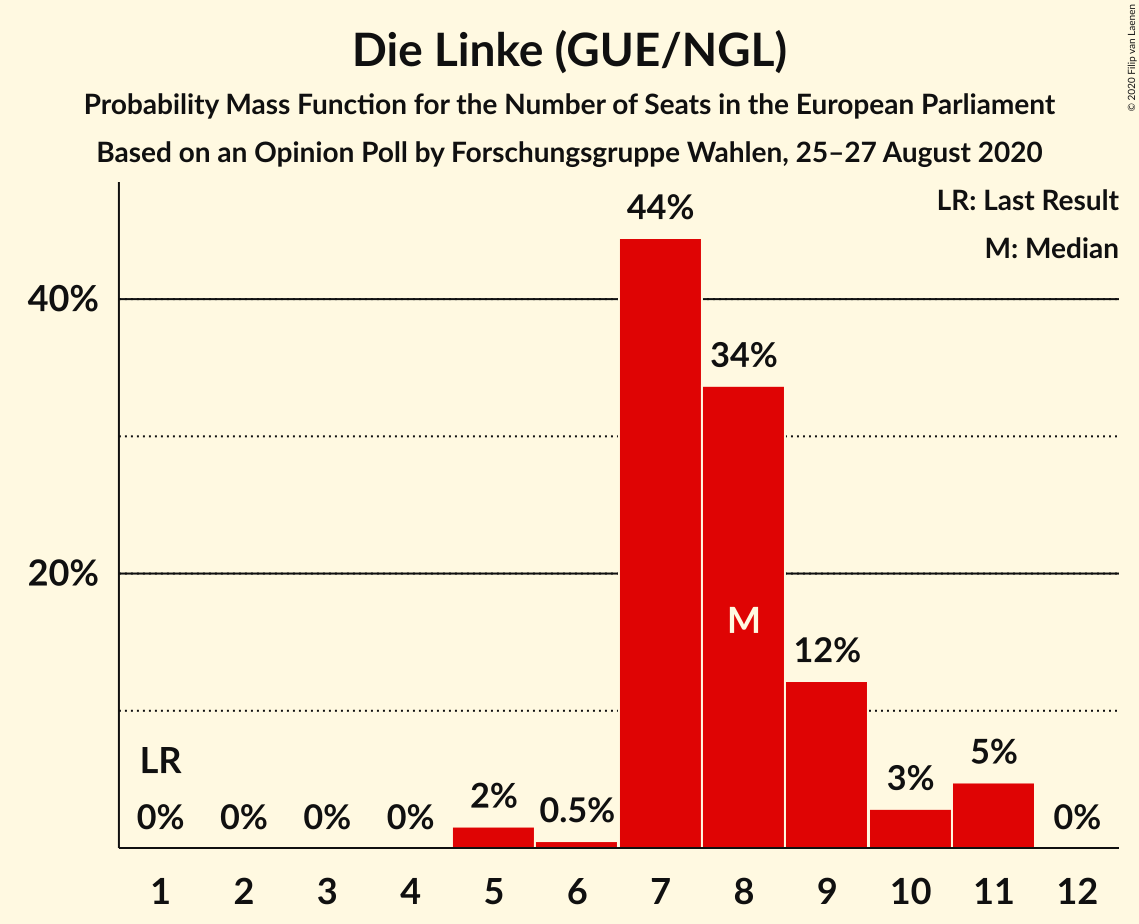 Die Linke (GUE/NGL)
Probability Mass Function for the Number of Seats in the European Parliament
Based on an Opinion Poll by Forschungsgruppe Wahlen, 25–27 August 2020
© 2020 Filip van Laenen
LR: Last Result
M: Median
44%
40%
34%
20%
M
12%
LR
5%
3%
2%
0.5%
0% 0% 0% 0% 0%
1 2 3 4 5 6 7 8 9 10 11 12